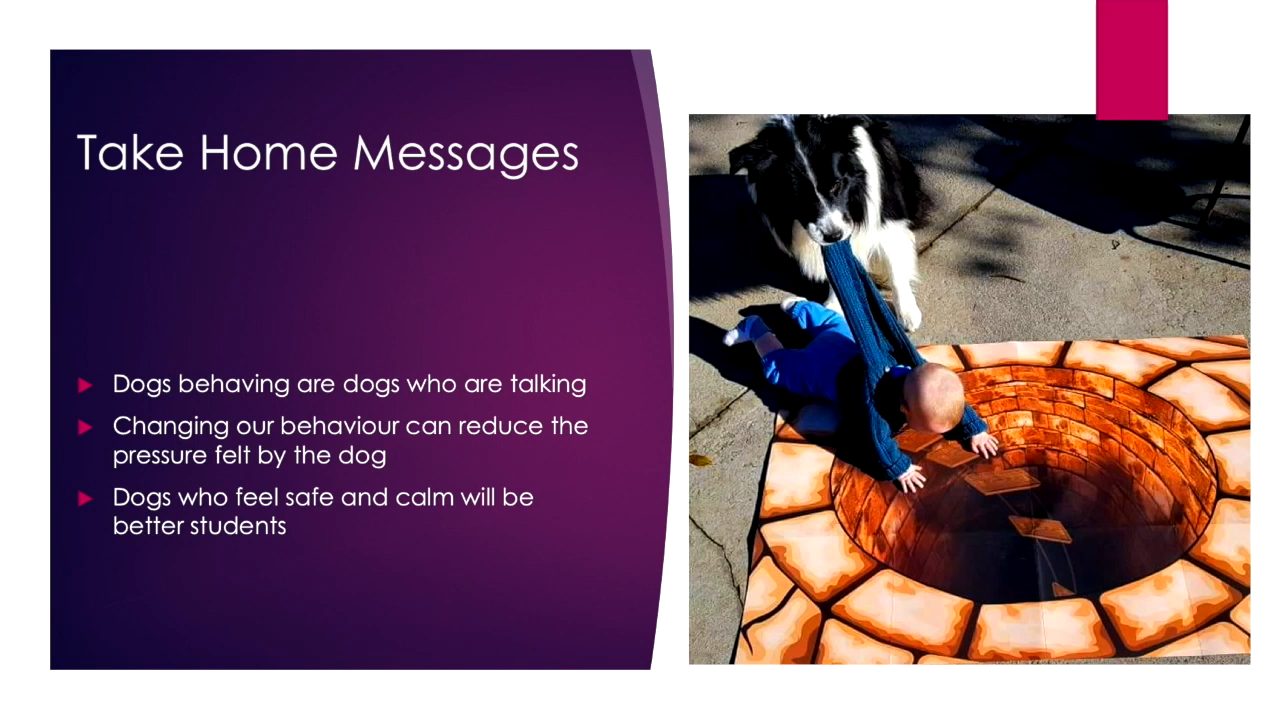 Take Home Messages
Dogs behaving are dogs who are talking
Changing our behaviour can reduce the
pressure felt by the dog
Dogs who feel safe and calm will be
better students